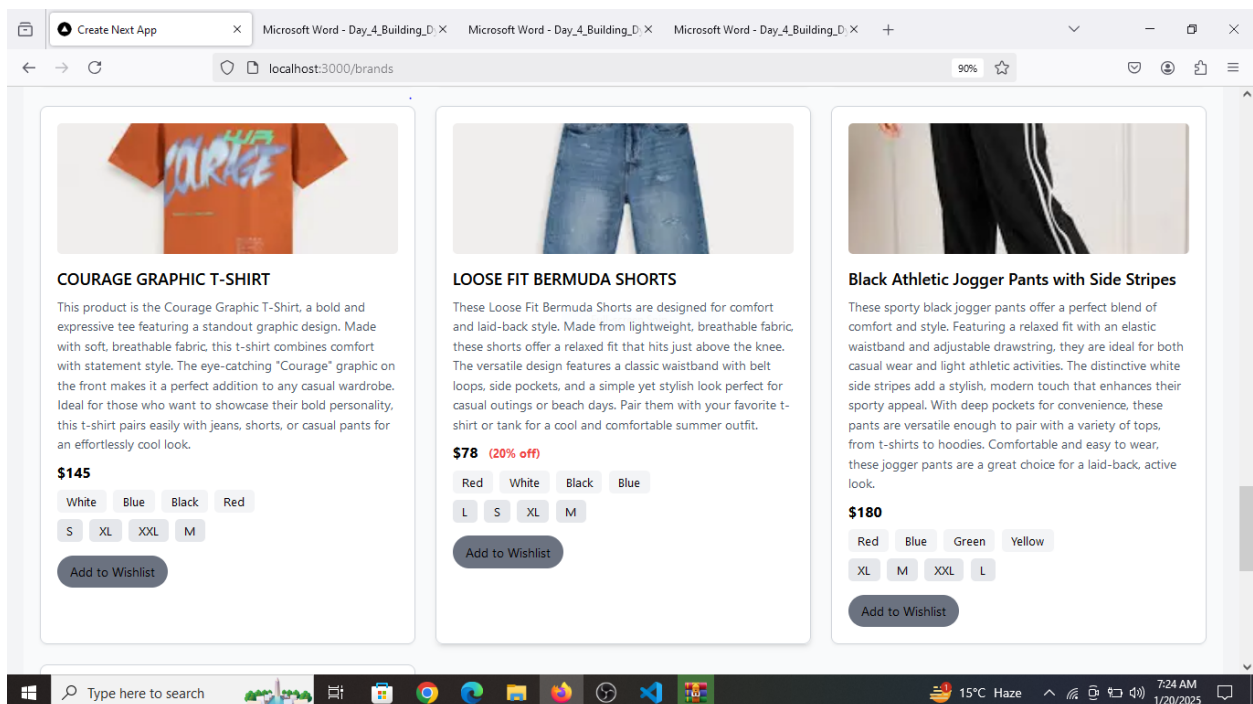 Create Next App
Microsoft Word - Day_4_Building_D
Microsoft Word - Day_4_Building_D
Microsoft Word - Day_4_Building_D
localhost:3000/brands
90%
COURAGE
COURAGE GRAPHIC T-SHIRT
This product is the Courage Graphic T-Shirt, a bold and
expressive tee featuring a standout graphic design. Made
with soft, breathable fabric, this t-shirt combines comfort
with statement style. The eye-catching "Courage" graphic on
the front makes it a perfect addition to any casual wardrobe.
Ideal for those who want to showcase their bold personality,
this t-shirt pairs easily with jeans, shorts, or casual pants for
an effortlessly cool look.
$145
White Blue Black Red
S XL XXL M
Add to Wishlist
LOOSE FIT BERMUDA SHORTS
These Loose Fit Bermuda Shorts are designed for comfort
and laid-back style. Made from lightweight, breathable fabric,
these shorts offer a relaxed fit that hits just above the knee.
The versatile design features a classic waistband with belt
loops, side pockets, and a simple yet stylish look perfect for
casual outings or beach days. Pair them with your favorite t-
shirt or tank for a cool and comfortable summer outfit.
$78 (20% off)
Red White Black Blue
L S XL M
Add to Wishlist
Black Athletic Jogger Pants with Side Stripes
These sporty black jogger pants offer a perfect blend of
comfort and style. Featuring a relaxed fit with an elastic
waistband and adjustable drawstring, they are ideal for both
casual wear and light athletic activities. The distinctive white
side stripes add a stylish, modern touch that enhances their
sporty appeal. With deep pockets for convenience, these
pants are versatile enough to pair with a variety of tops,
from t-shirts to hoodies. Comfortable and easy to wear,
these jogger pants are a great choice for a laid-back, active
look.
$180
Red Blue Green Yellow
XL M XXL L
Add to Wishlist
Type here to search
1
15°C Haze
7:24 AM
1/20/2025